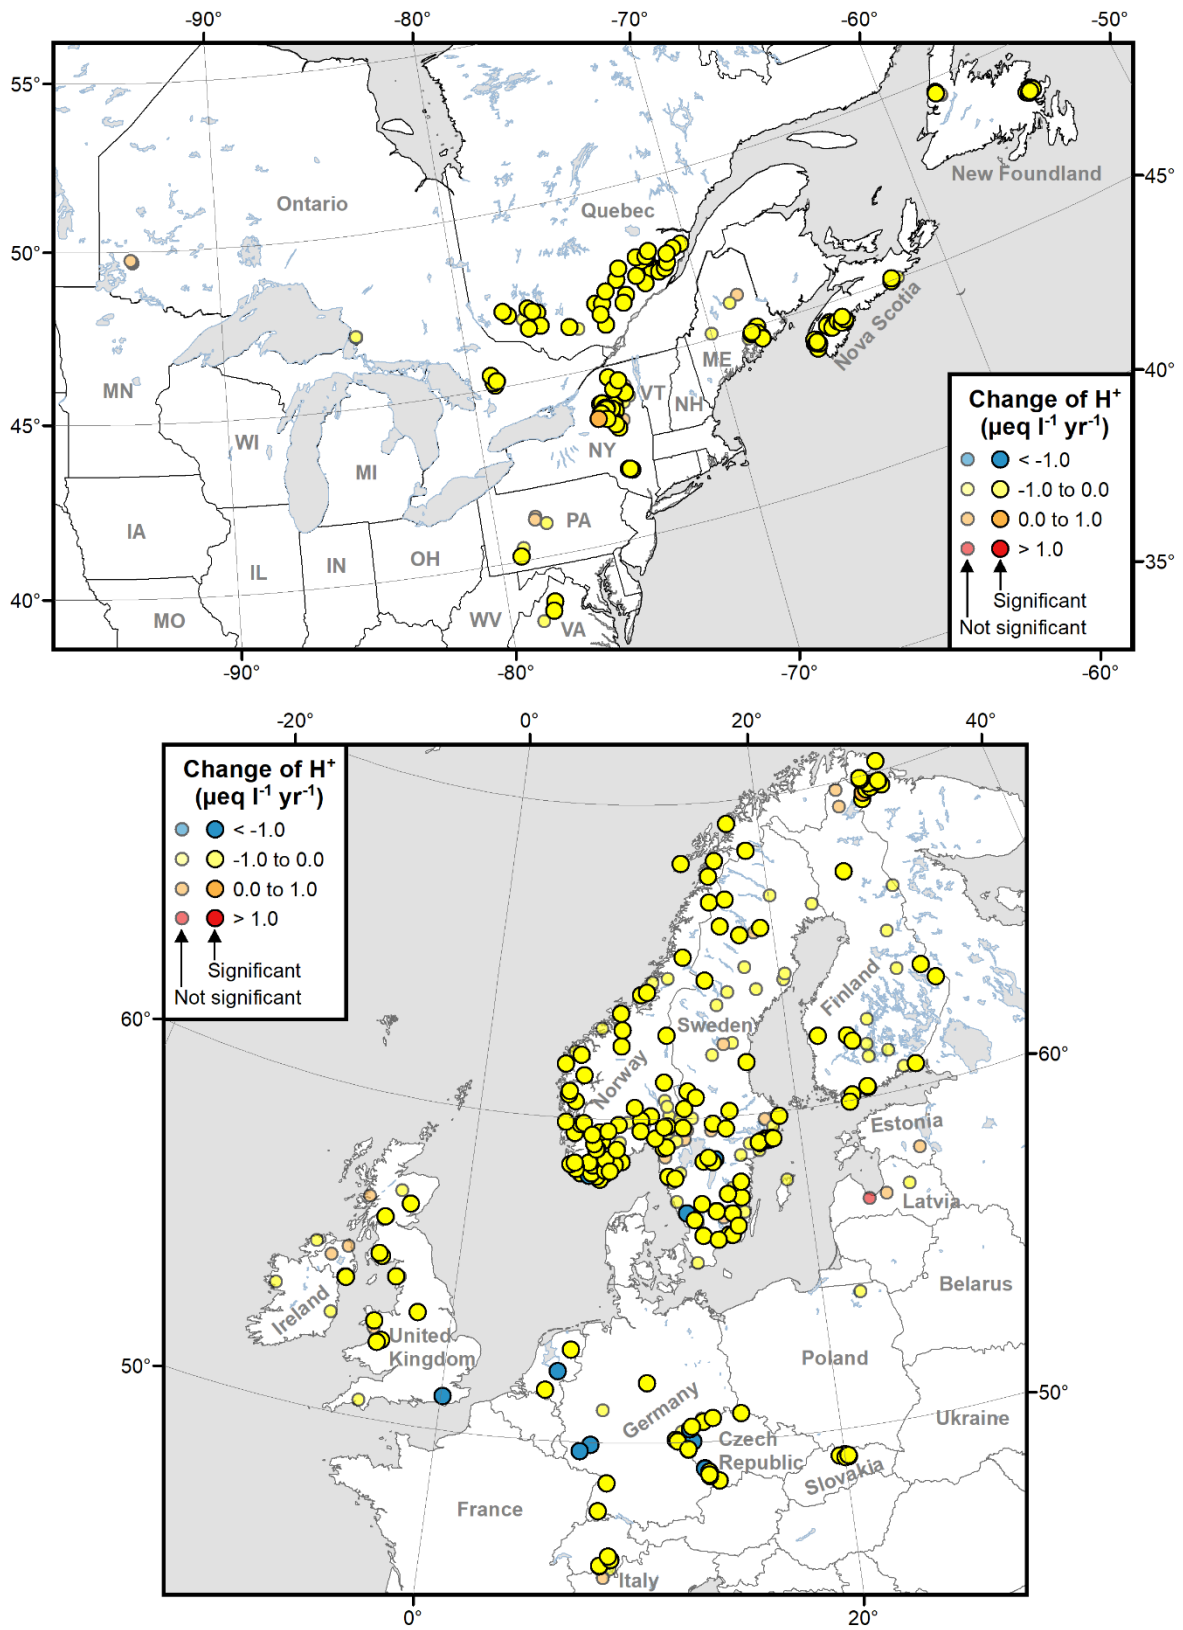 -90°
-80°
-70°
-60°
-50°
55°
50°
45°
40°
45°
40°
35°
Ontario
Quebec
New Foundland
Nova Scotia
MN
WI
MI
IA
IL
IN
OH
MO
WV
VA
PA
NY
VT
NH
ME
Change of H⁺
(µeq l⁻¹ yr⁻¹)
< -1.0
-1.0 to 0.0
0.0 to 1.0
> 1.0
Significant
Not significant
-90°
-80°
-70°
-60°
-20°
0°
20°
40°
Change of H⁺
(µeq l⁻¹ yr⁻¹)
< -1.0
-1.0 to 0.0
0.0 to 1.0
> 1.0
Significant
Not significant
60°
50°
60°
50°
Finland
Sweden
Norway
Estonia
Latvia
Belarus
Ireland
United
Kingdom
Poland
Germany
Ukraine
Czech
Republic
Slovakia
France
Italy
0°
20°